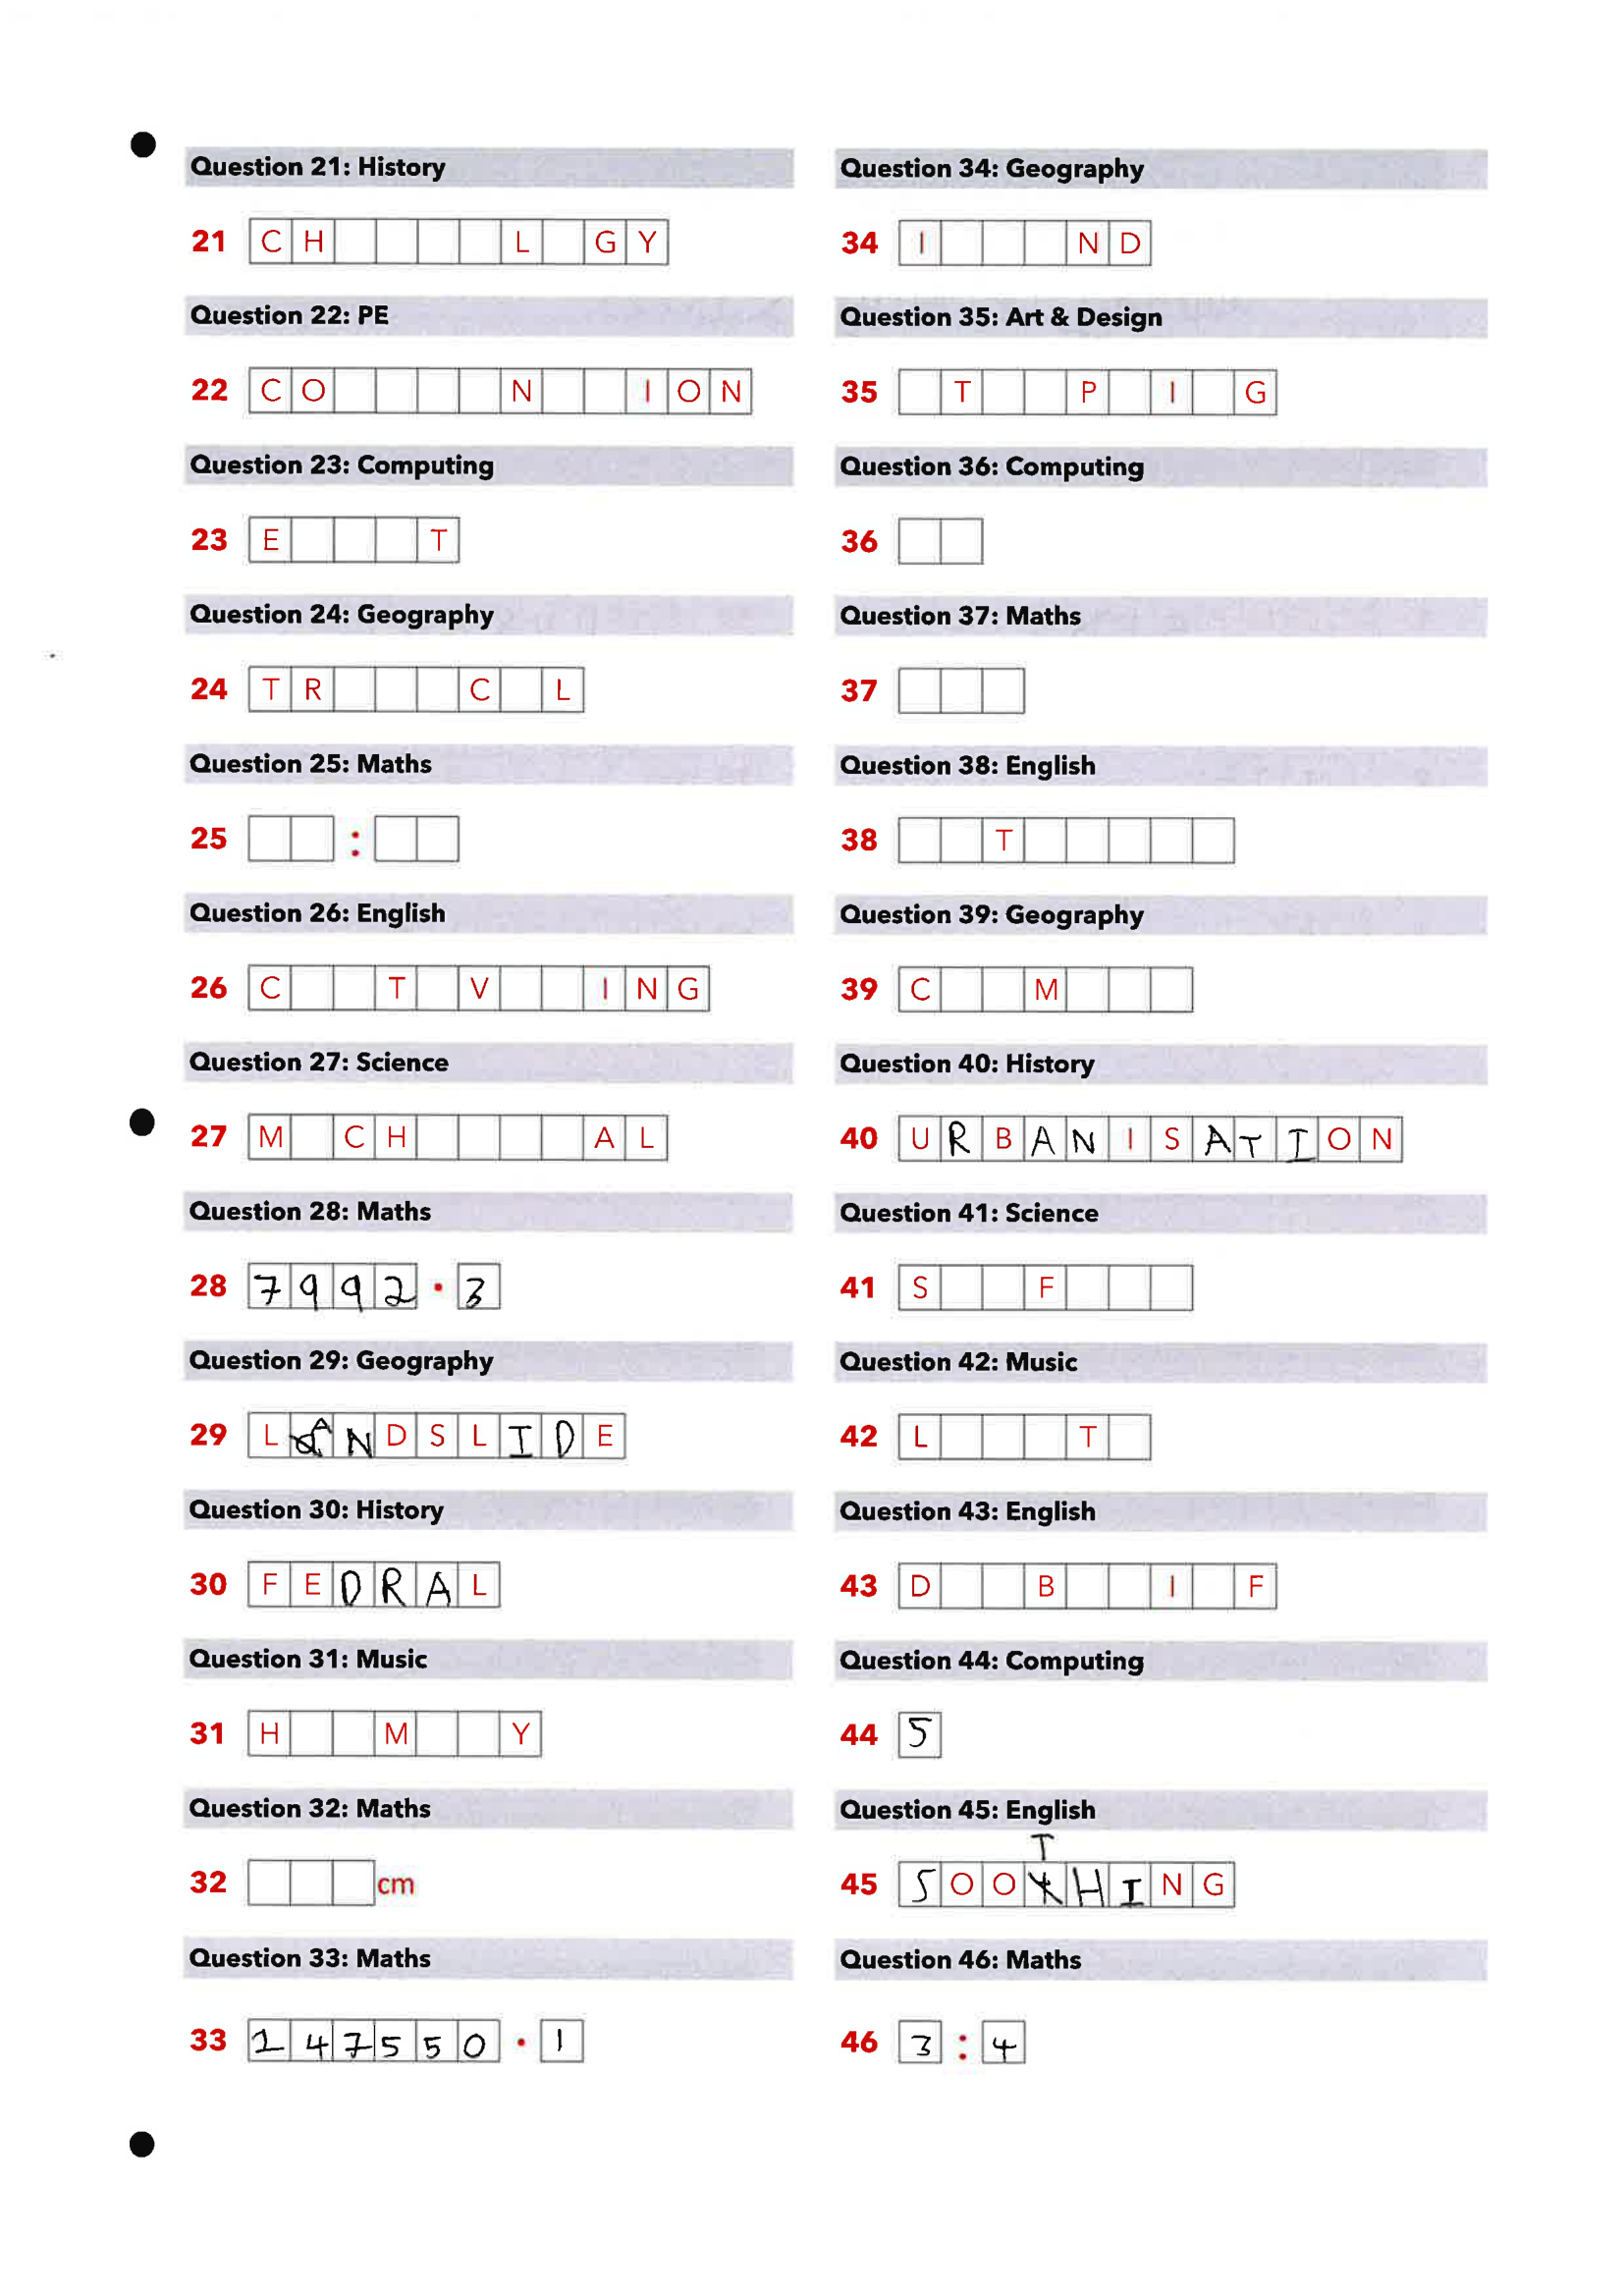 Question 21: History
21 C H L G Y
Question 22: PE
22 C O N I O N
Question 23: Computing
23 E T
Question 24: Geography
24 T R C L
Question 25: Maths
25 :
Question 26: English
26 C T V I N G
Question 27: Science
27 M C H A L
Question 28: Maths
28 7 9 9 2 . 3
Question 29: Geography
29 L A N D S L I D E
Question 30: History
30 F E D R A L
Question 31: Music
31 H M Y
Question 32: Maths
32 cm
Question 33: Maths
33 2 4 7 5 5 0 . 1
Question 34: Geography
34 I N D
Question 35: Art & Design
35 T P I G
Question 36: Computing
36
Question 37: Maths
37
Question 38: English
38 T
Question 39: Geography
39 C M
Question 40: History
40 U R B A N I S A T I O N
Question 41: Science
41 S F
Question 42: Music
42 L T
Question 43: English
43 D B I F
Question 44: Computing
44 5
Question 45: English
45 S O O T H I N G
Question 46: Maths
46 3 : 4